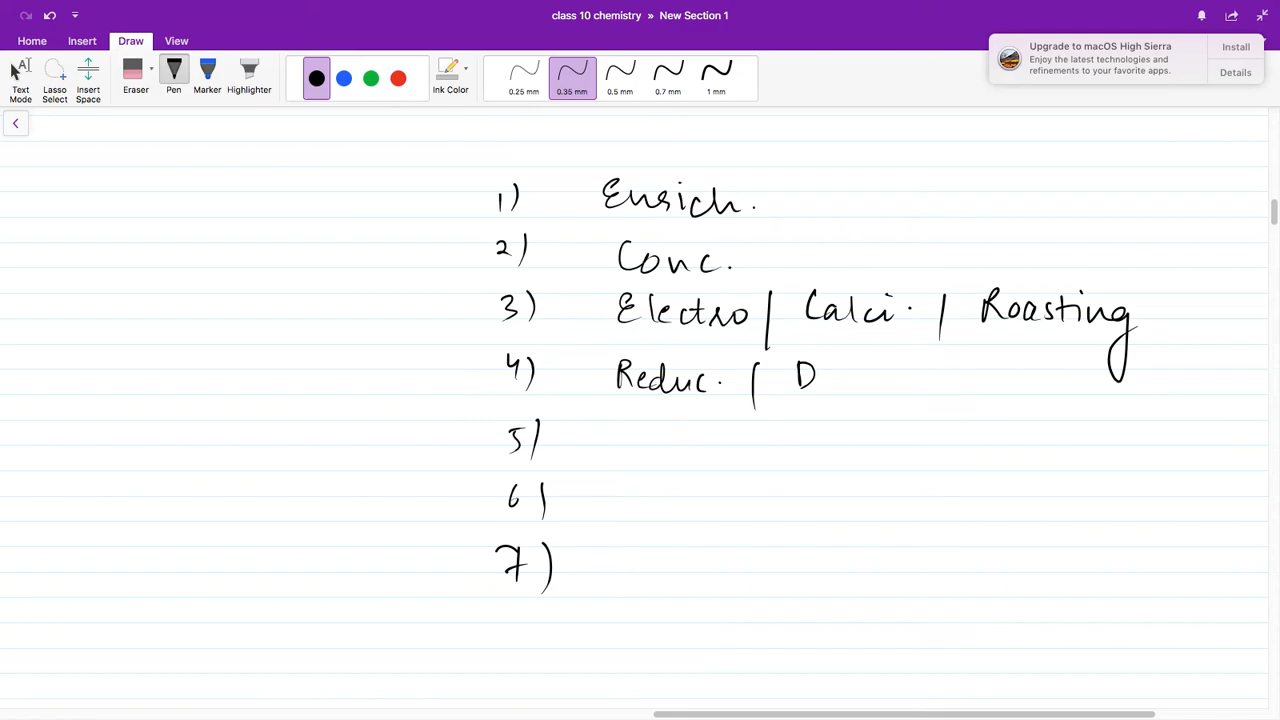 class 10 chemistry » New Section 1
Home Insert Draw View
Upgrade to macOS High Sierra
Enjoy the latest technologies and
refinements to your favorite apps.
Install
Details
Text Mode
Lasso Select
Insert Space
Eraser
Pen
Marker
Highlighter
Ink Color
0.25 mm 0.35 mm 0.5 mm 0.7 mm 1 mm
1) Enrich.
2) Conc.
3) Electro / Calci. / Roasting
4) Reduc. / D
5)
6)
7)